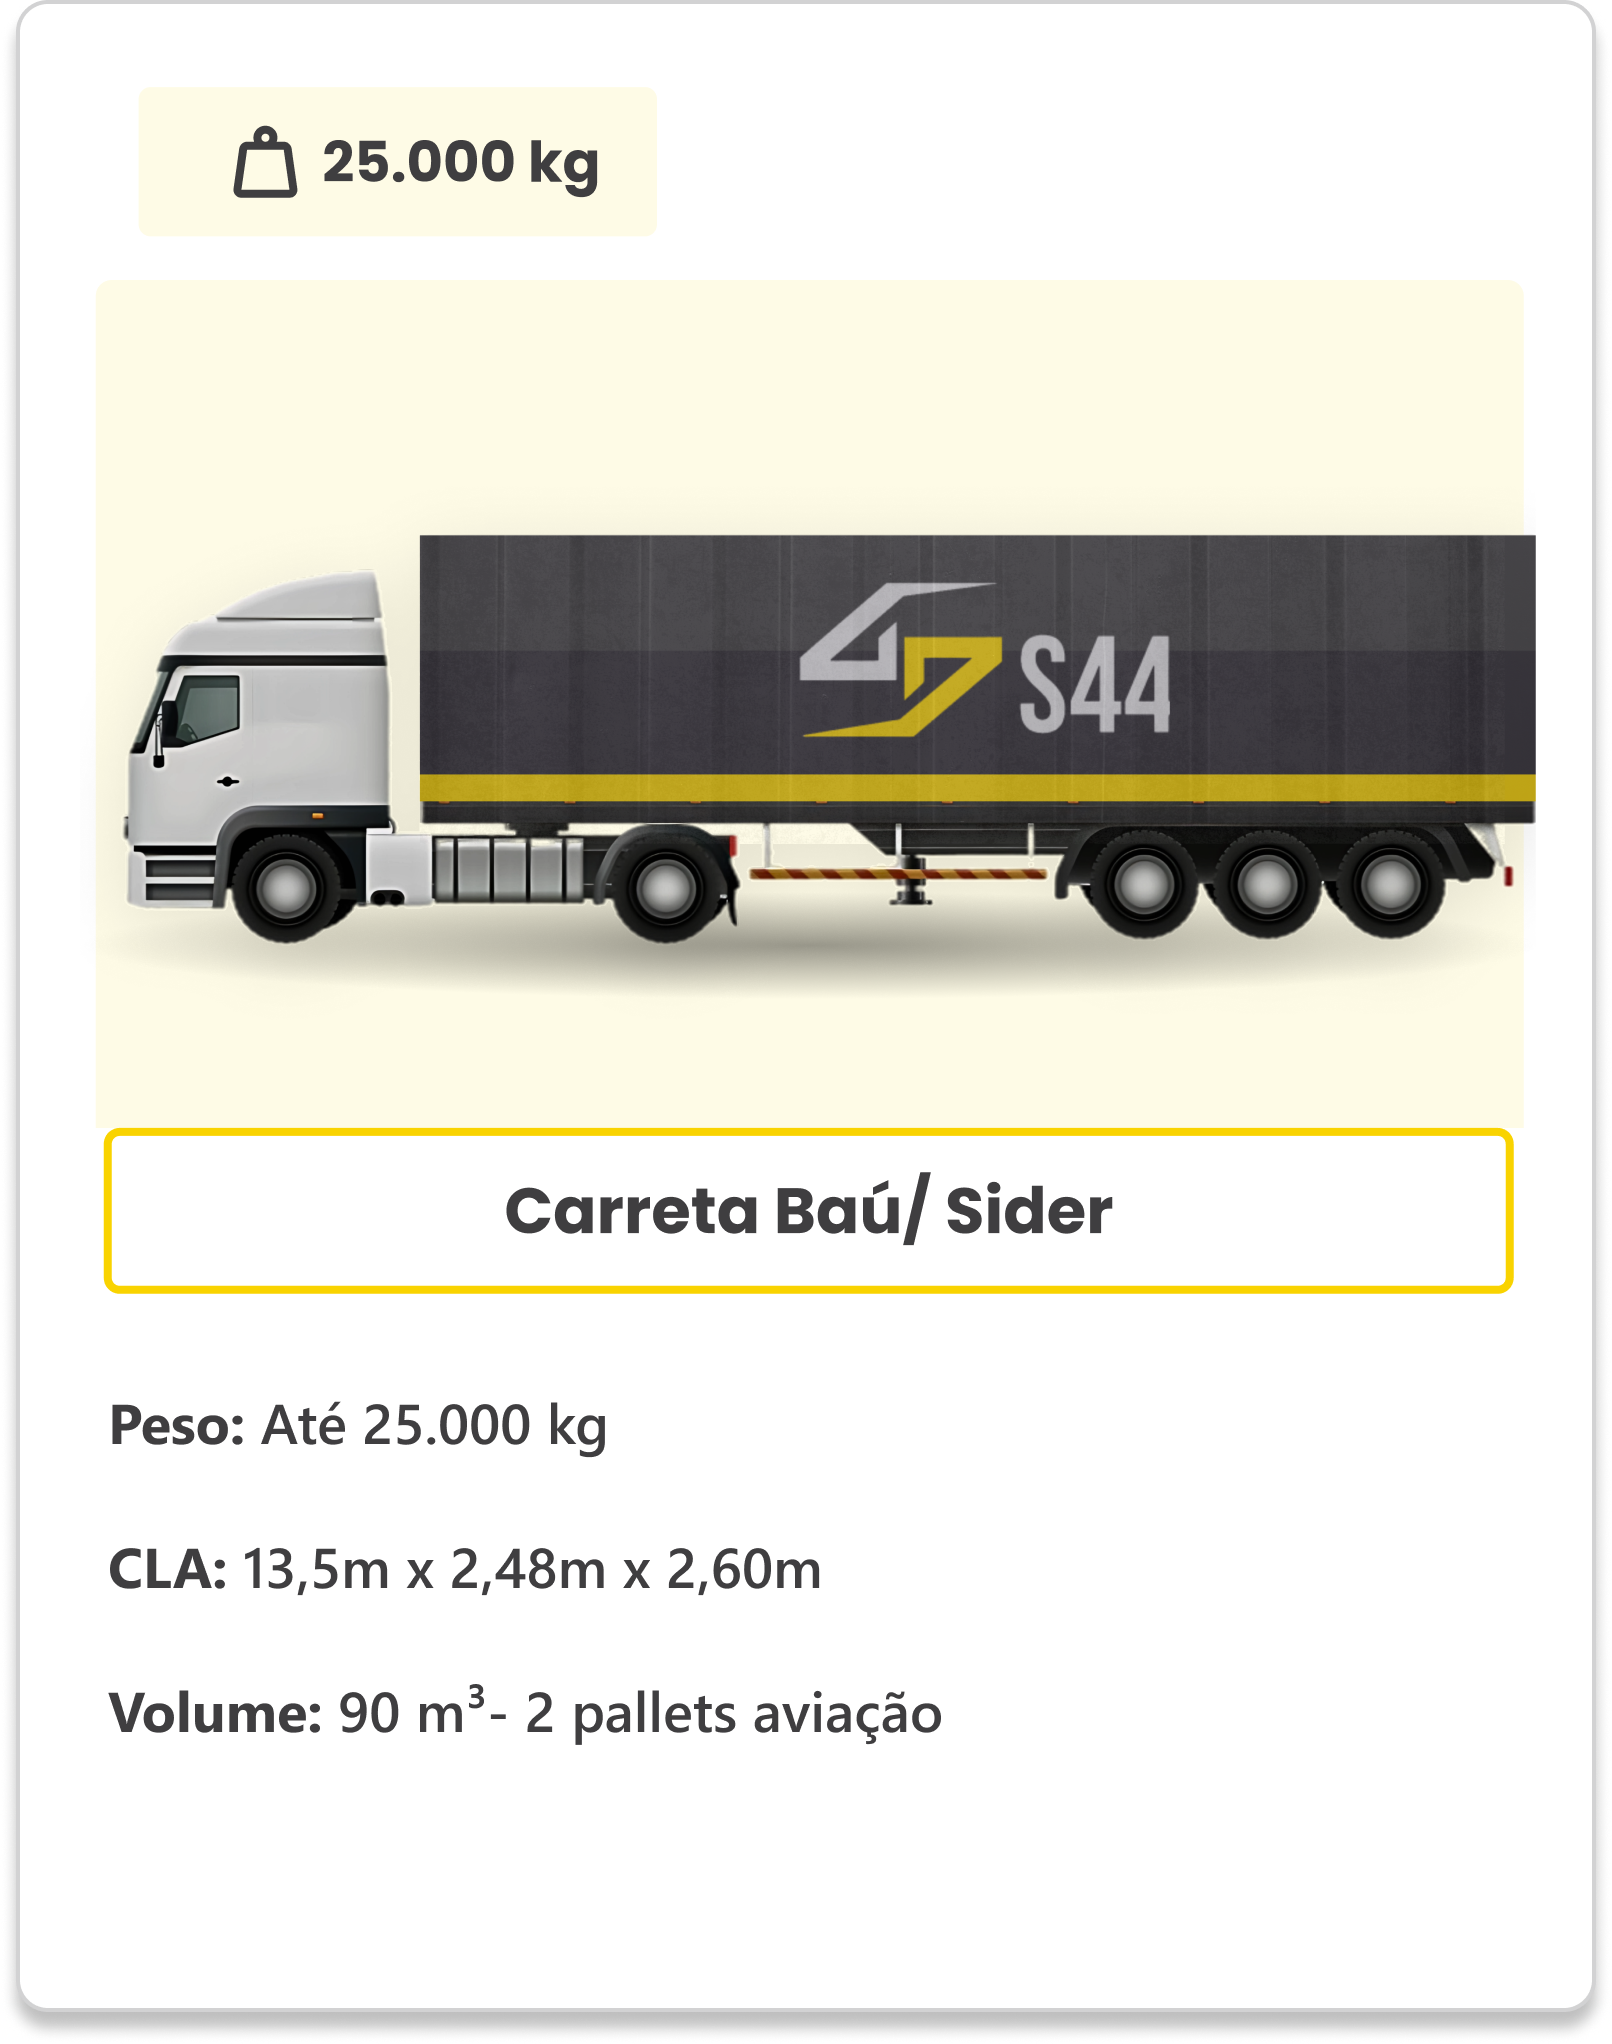 25.000 kg
S44
Carreta Baú/ Sider
Peso: Até 25.000 kg
CLA: 13,5m x 2,48m x 2,60m
Volume: 90 m³- 2 pallets aviação